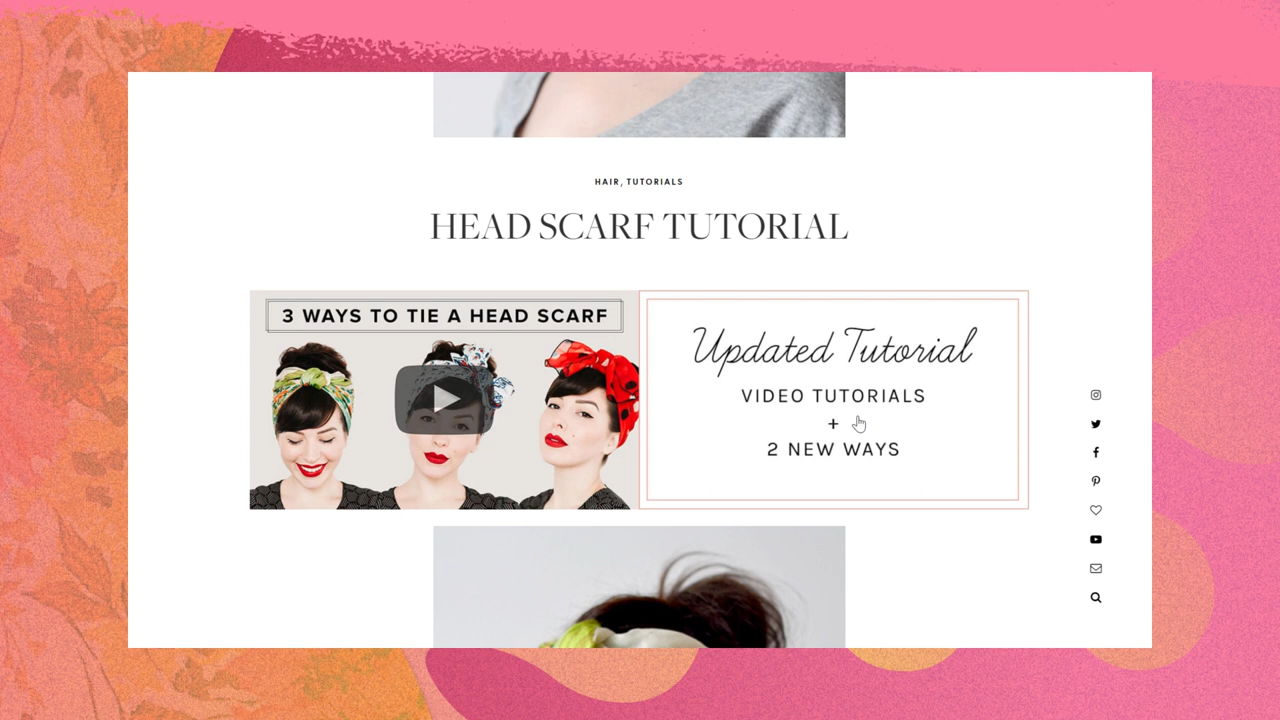 HAIR, TUTORIALS
HEAD SCARF TUTORIAL
3 WAYS TO TIE A HEAD SCARF
Updated Tutorial
VIDEO TUTORIALS
+
2 NEW WAYS